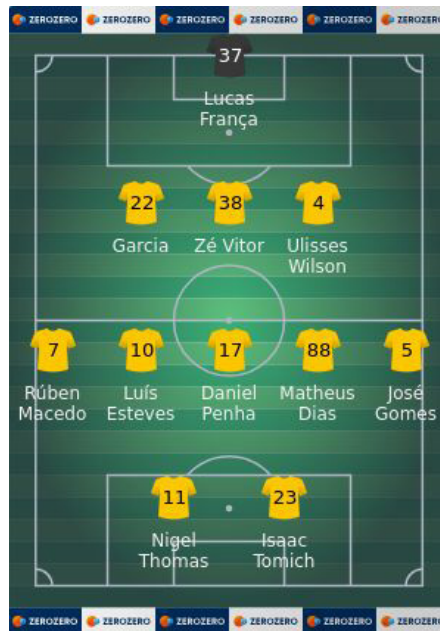 ZEROZERO ZEROZERO ZEROZERO ZEROZERO ZEROZERO ZEROZERO
37
Lucas
França
22 38 4
Garcia Zé Vitor Ulisses
Wilson
7 10 17 88 5
Rúben Luís Daniel Matheus José
Macedo Esteves Penha Dias Gomes
11 23
Nigel Isaac
Thomas Tomich
ZEROZERO ZEROZERO ZEROZERO ZEROZERO ZEROZERO ZEROZERO